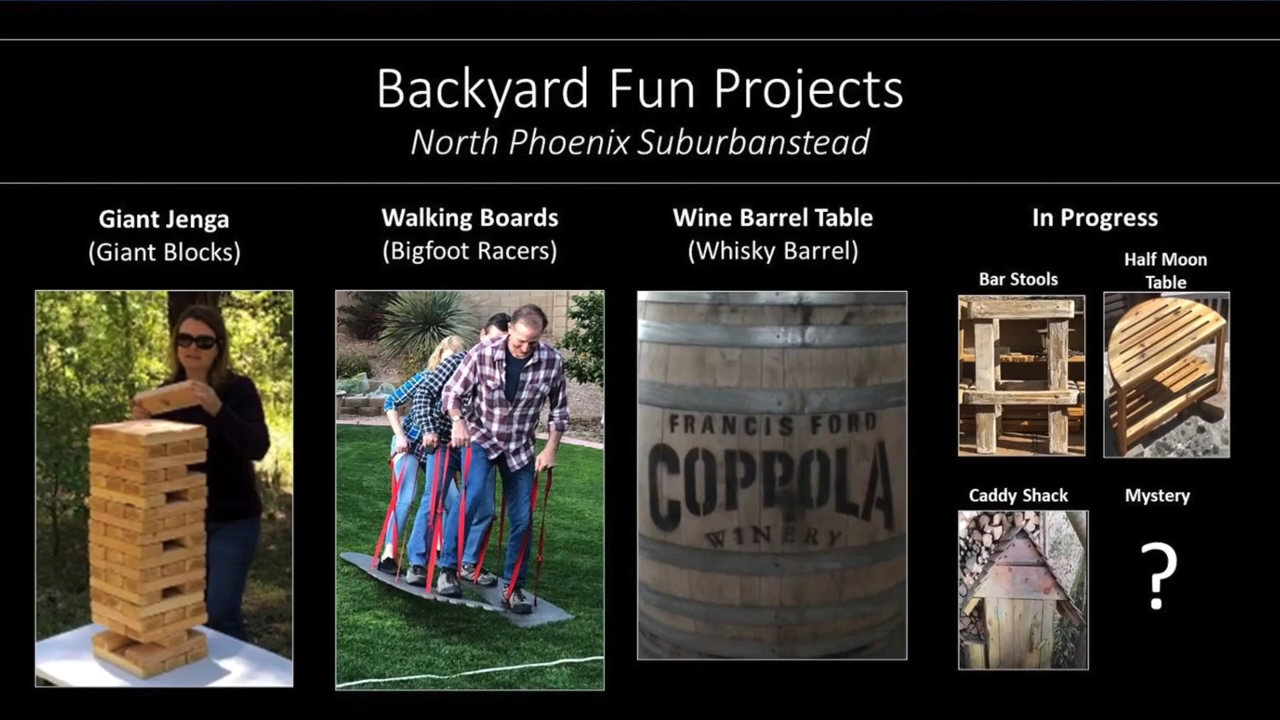 Backyard Fun Projects
North Phoenix Suburbanstead
Giant Jenga
(Giant Blocks)
Walking Boards
(Bigfoot Racers)
Wine Barrel Table
(Whisky Barrel)
In Progress
Bar Stools
Half Moon
Table
FRANCIS FORD
COPPOLA
WINERY
Caddy Shack
Mystery
?